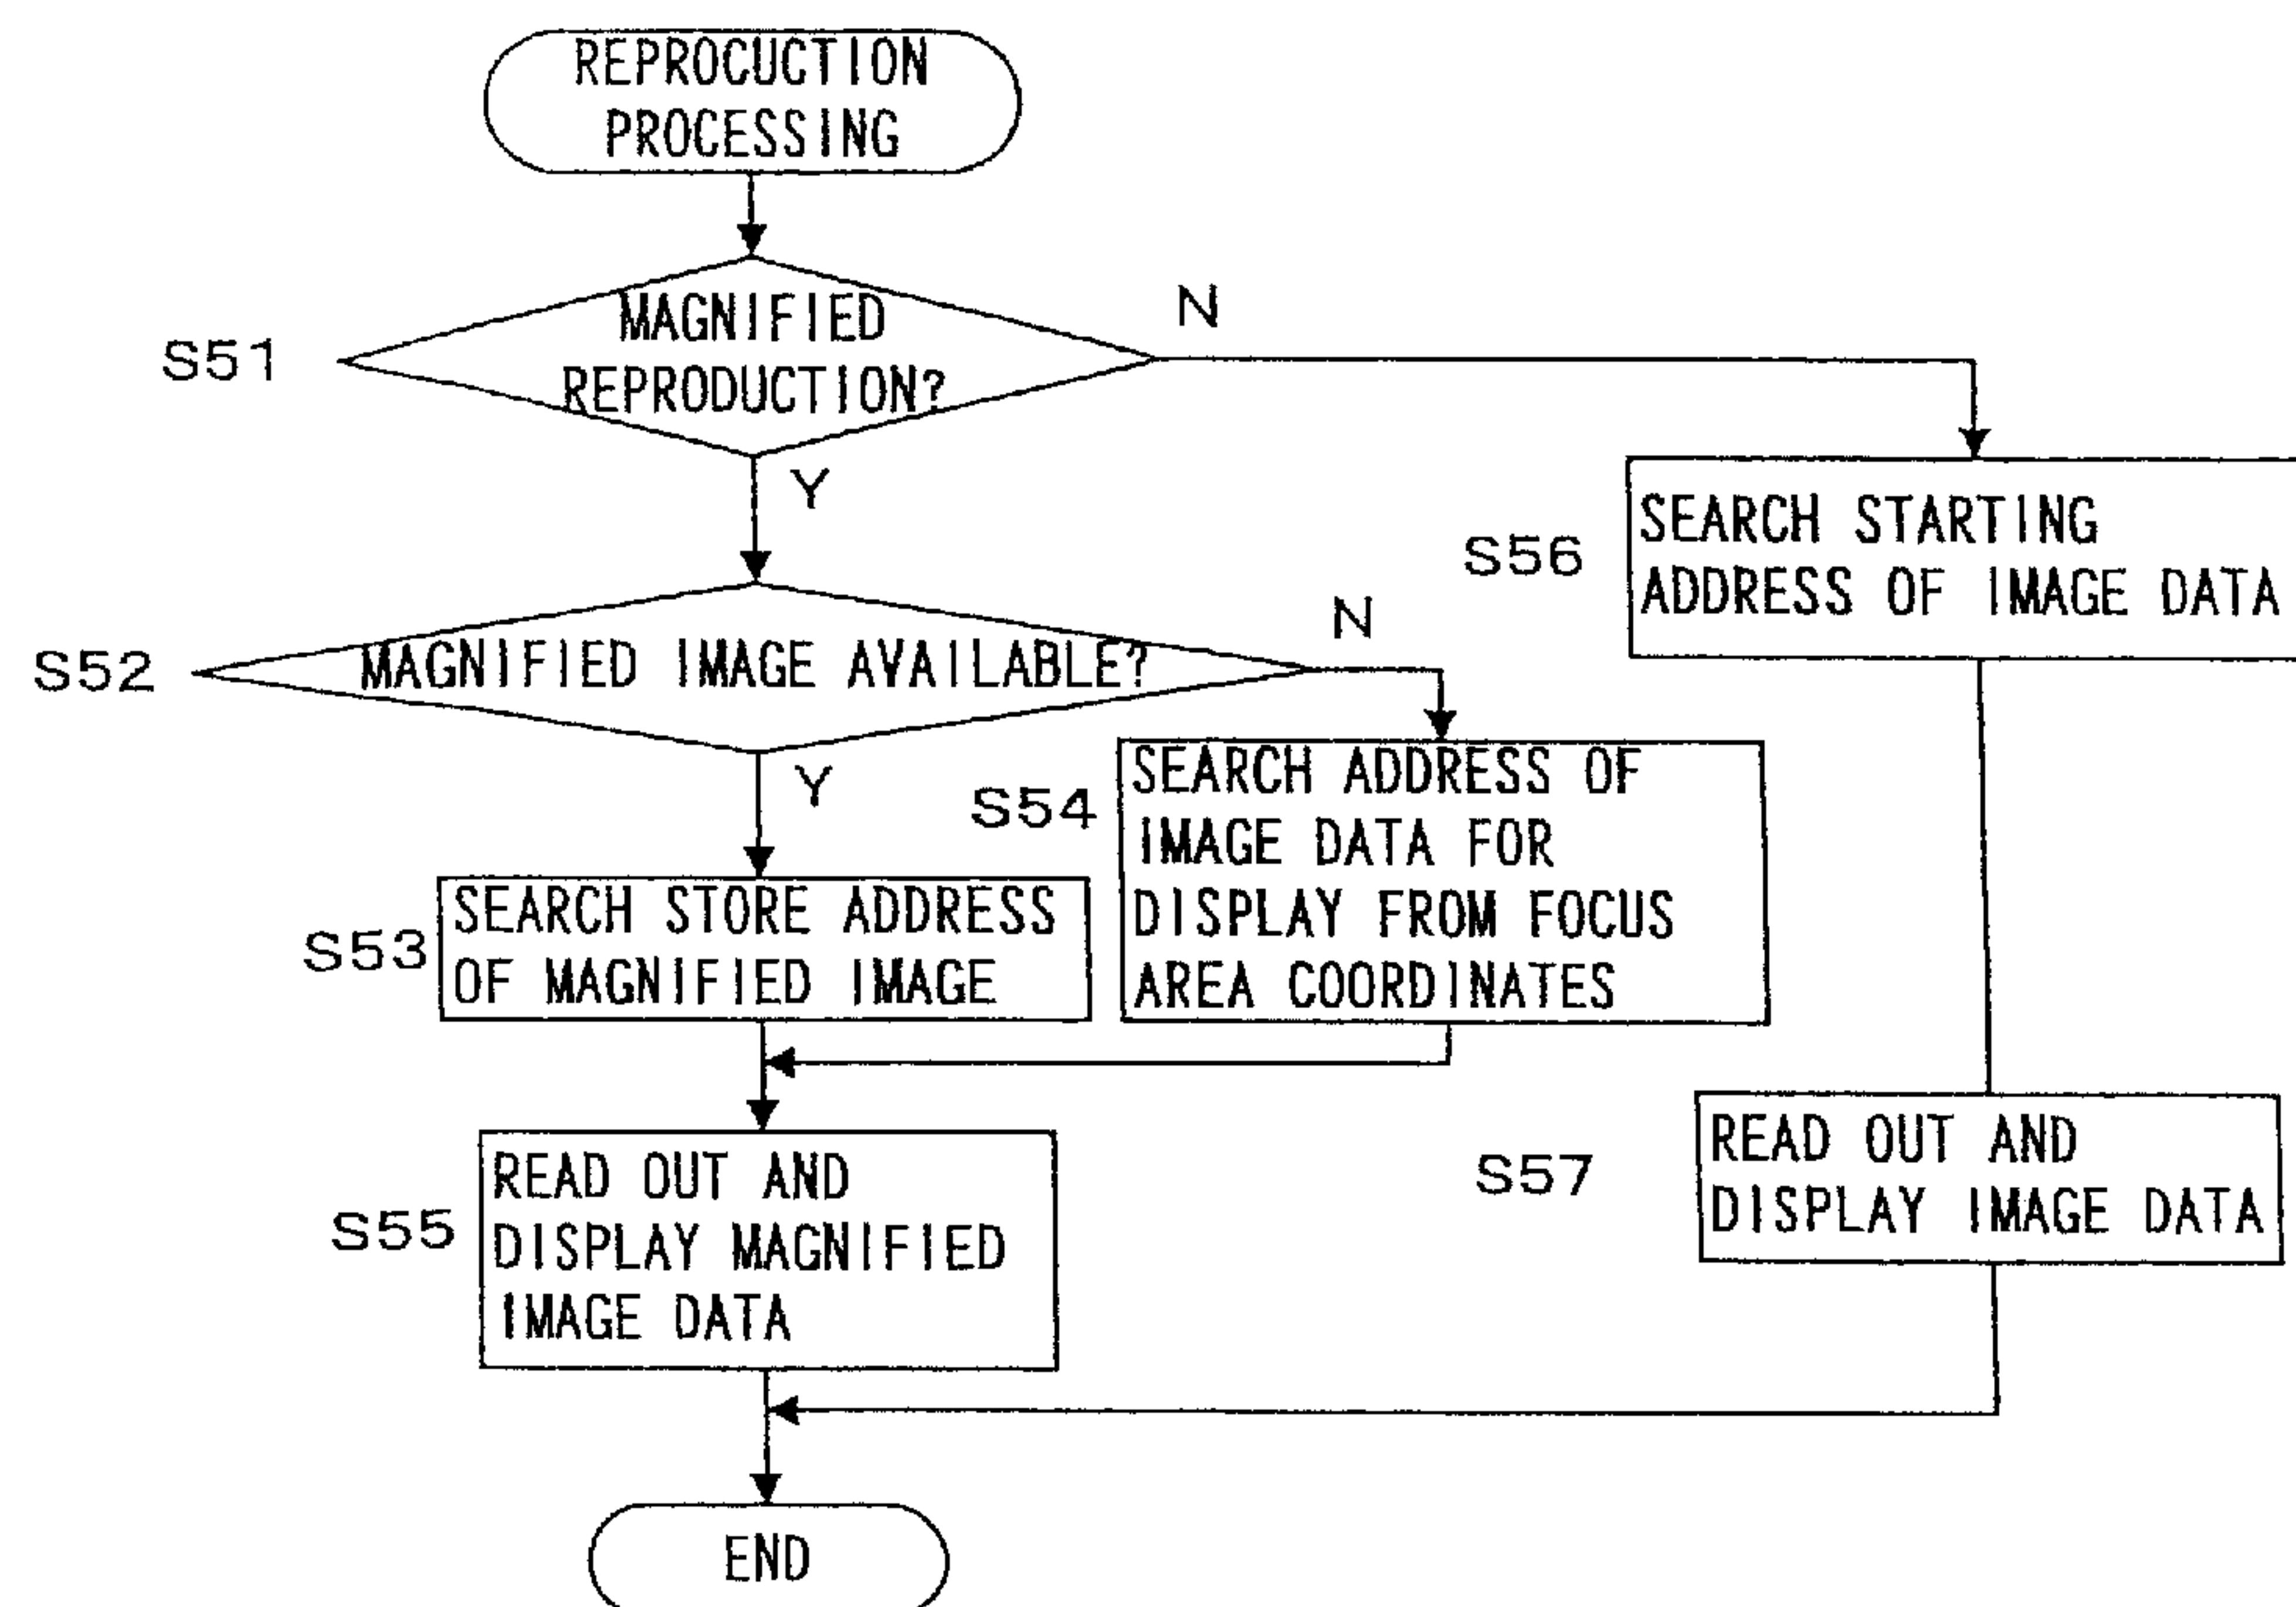 REPROCUCTION
PROCESSING
S51
MAGNIFIED
REPRODUCTION?
N
Y
S56
SEARCH STARTING
ADDRESS OF IMAGE DATA
S52
MAGNIFIED IMAGE AVAILABLE?
N
Y
S54
SEARCH ADDRESS OF
IMAGE DATA FOR
DISPLAY FROM FOCUS
AREA COORDINATES
S53
SEARCH STORE ADDRESS
OF MAGNIFIED IMAGE
S55
READ OUT AND
DISPLAY MAGNIFIED
IMAGE DATA
S57
READ OUT AND
DISPLAY IMAGE DATA
END